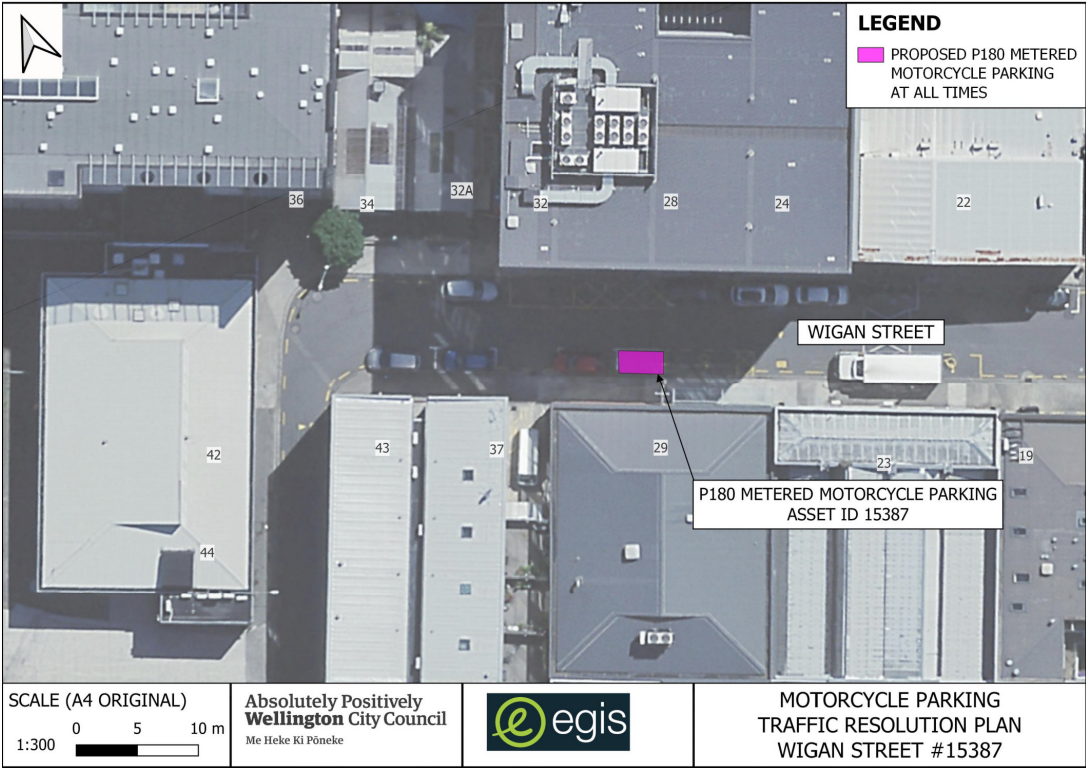 LEGEND
PROPOSED P180 METERED
MOTORCYCLE PARKING
AT ALL TIMES
36
34
32A
32
28
24
22
WIGAN STREET
42
44
43
37
29
23
19
P180 METERED MOTORCYCLE PARKING
ASSET ID 15387
SCALE (A4 ORIGINAL)
1:300
0 5 10 m
Absolutely Positively
Wellington City Council
Me Heke Ki Pōneke
egis
MOTORCYCLE PARKING
TRAFFIC RESOLUTION PLAN
WIGAN STREET #15387